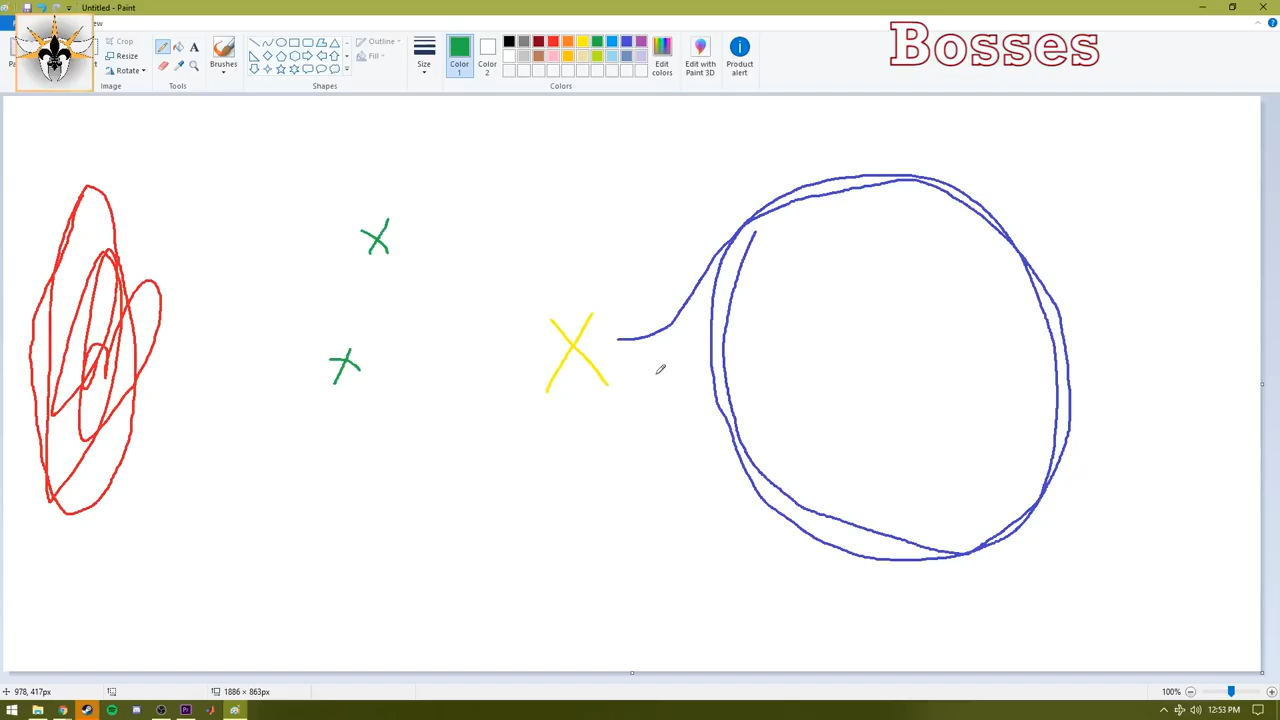 Untitled - Paint
Bosses
ew
Crop
Resize
Rotate
Image
A
Tools
Brushes
Shapes
Outline
Fill
Size
Color
1
Color
2
Colors
Edit
colors
Edit with
Paint 3D
Product
alert
978, 417px
1886 × 863px
100%
12:53 PM